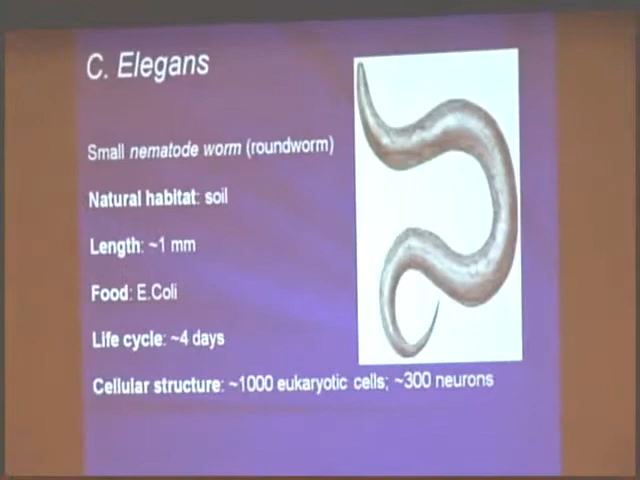 C. Elegans
Small nematode worm (roundworm)
Natural habitat: soil
Length: ~1 mm
Food: E.Coli
Life cycle: ~4 days
Cellular structure: ~1000 eukaryotic cells; ~300 neurons